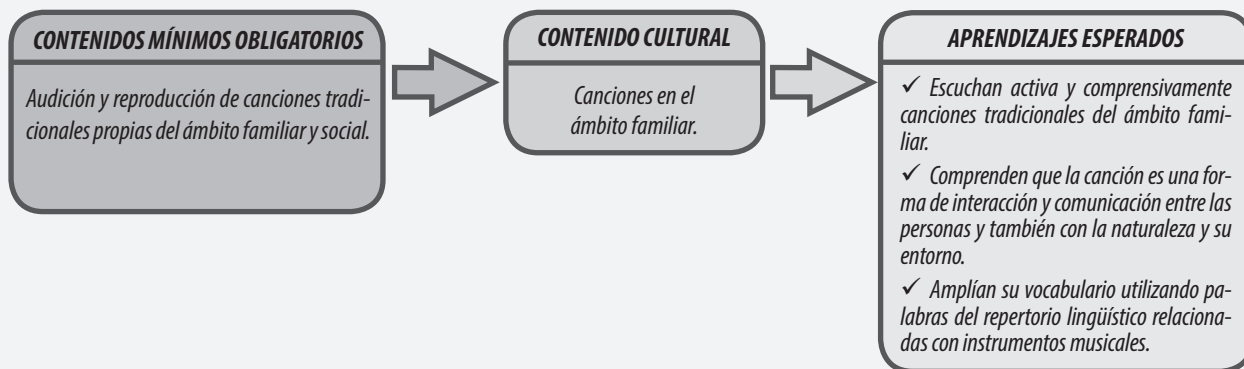 CONTENIDOS MÍNIMOS OBLIGATORIOS
Audición y reproducción de canciones tradi-
cionales propias del ámbito familiar y social.
CONTENIDO CULTURAL
Canciones en el
ámbito familiar.
APRENDIZAJES ESPERADOS
✓ Escuchan activa y comprensivamente
canciones tradicionales del ámbito fami-
liar.
✓ Comprenden que la canción es una for-
ma de interacción y comunicación entre las
personas y también con la naturaleza y su
entorno.
✓ Amplían su vocabulario utilizando pa-
labras del repertorio lingüístico relaciona-
das con instrumentos musicales.